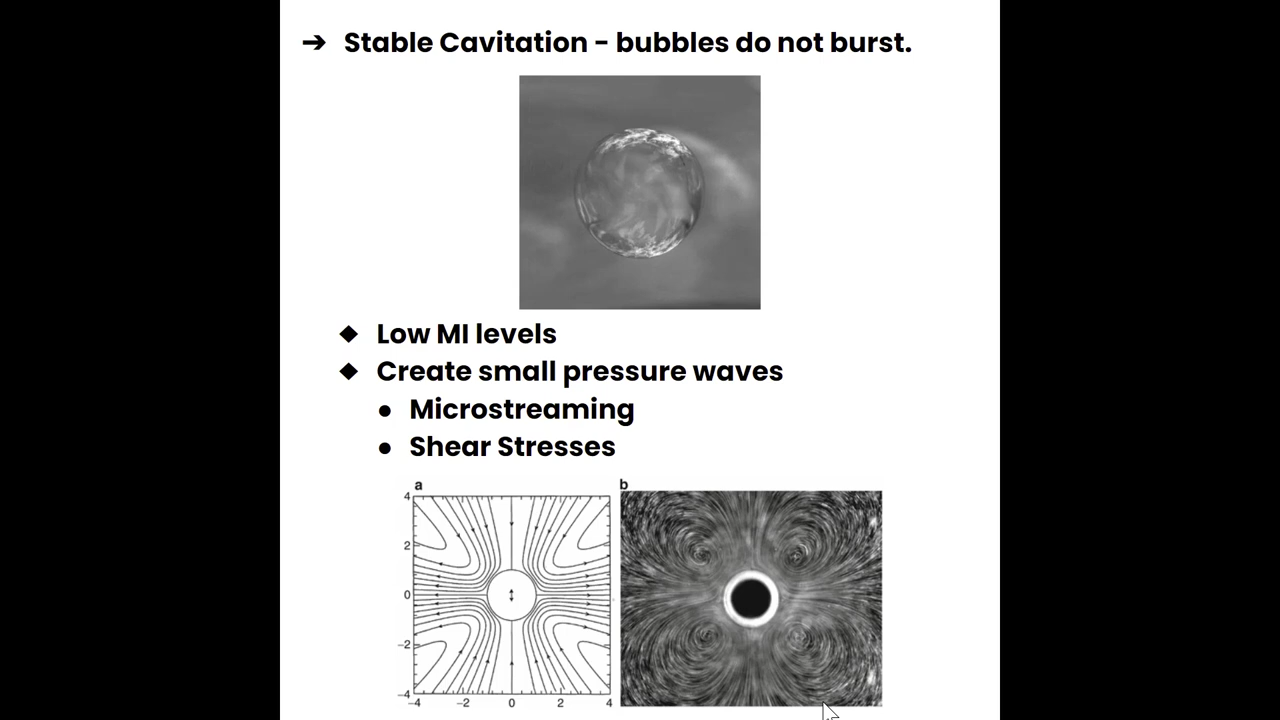 ➔ Stable Cavitation – bubbles do not burst.
◆ Low MI levels
◆ Create small pressure waves
● Microstreaming
● Shear Stresses
a b
4
2
0
−2
−4
−4 −2 0 2 4